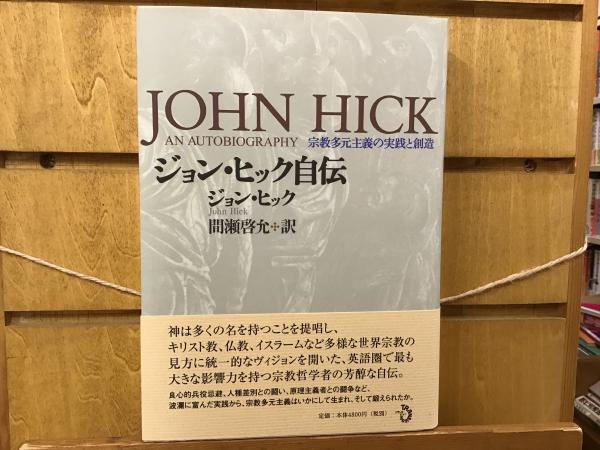 JOHN HICK
AN AUTOBIOGRAPHY 宗教多元主義の実践と創造
ジョン・ヒック自伝
ジョン・ヒック
John Hick
間瀬啓允✣訳
神は多くの名を持つことを提唱し、
キリスト教、仏教、イスラームなど多様な世界宗教の
見方に統一的なヴィジョンを開いた、英語圏で最も
大きな影響力を持つ宗教哲学者の芳醇な自伝。
良心的兵役忌避、人種差別との闘い、原理主義者との闘争など、
波瀾に富んだ実践から、宗教多元主義はいかにして生まれ、そして鍛えられたか。
定価:本体4800円(税別)